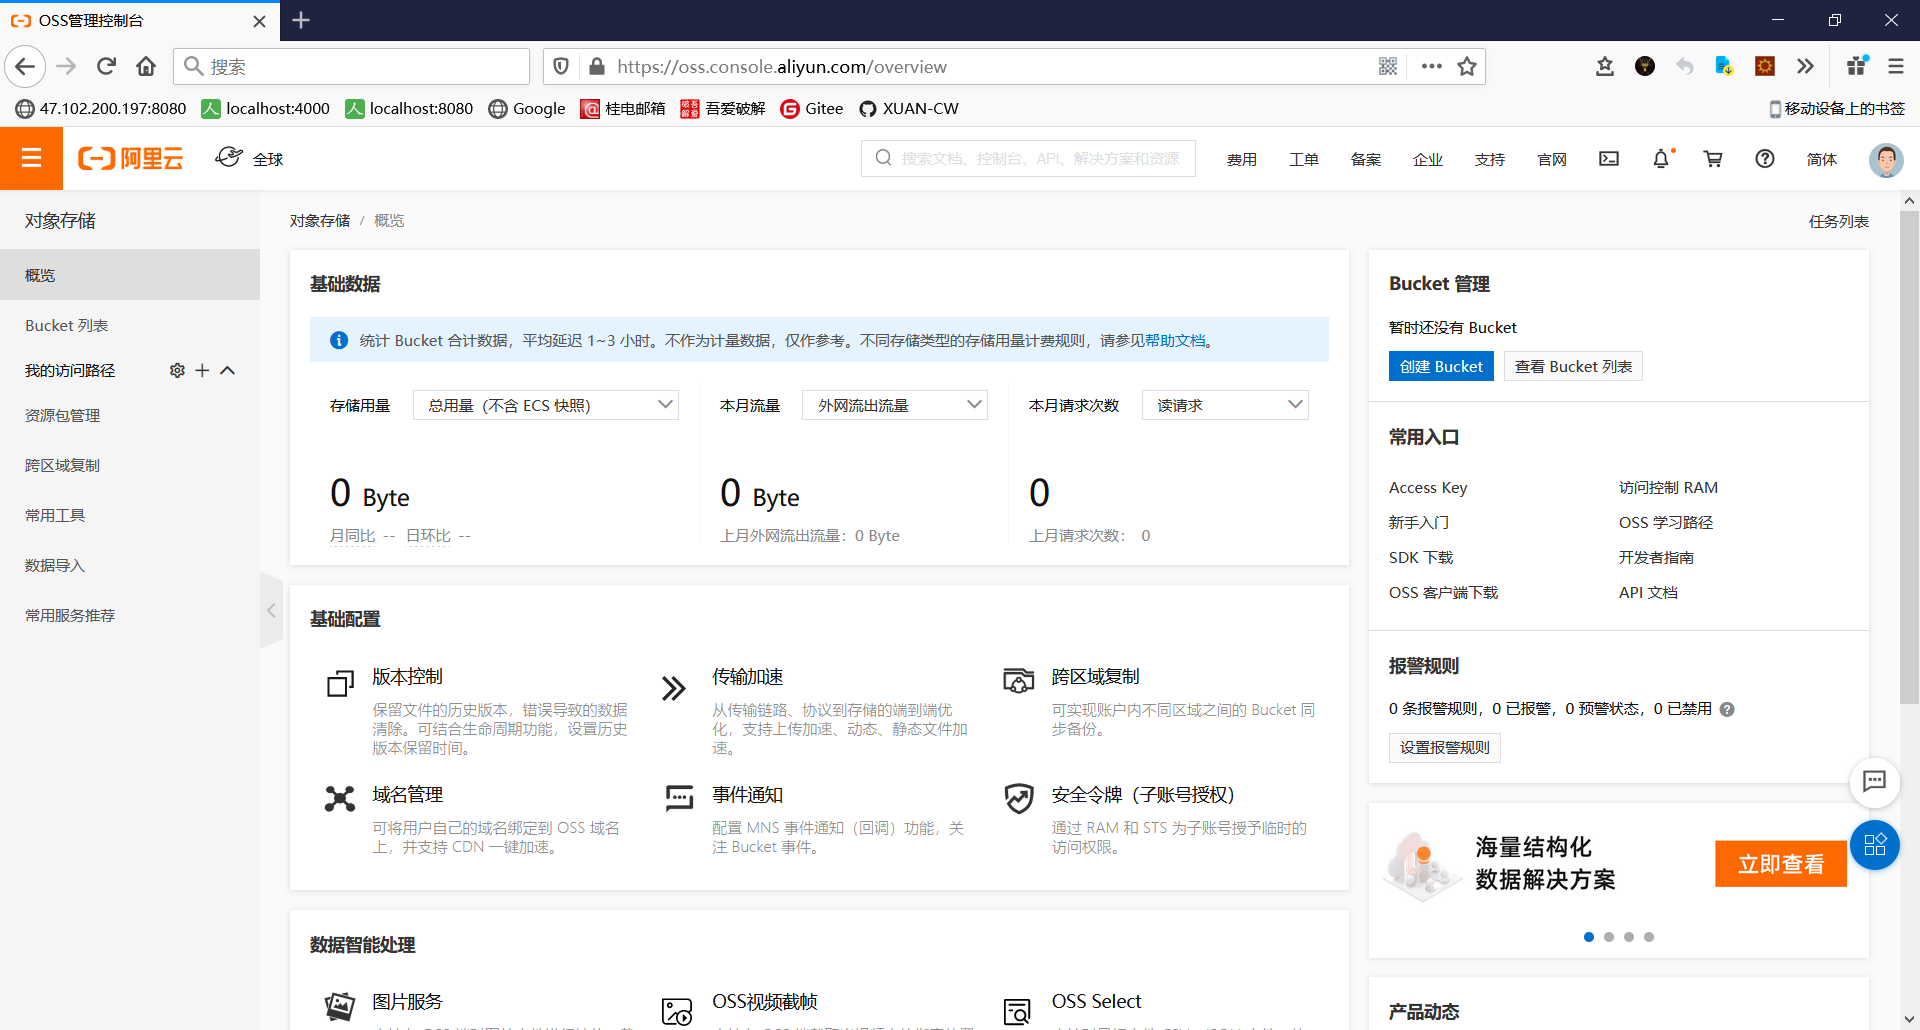 OSS管理控制台
搜索
https://oss.console.aliyun.com/overview
47.102.200.197:8080 localhost:4000 localhost:8080 Google 桂电邮箱 吾爱破解 Gitee XUAN-CW 移动设备上的书签
阿里云 全球 搜索文档、控制台、API、解决方案和资源 费用 工单 备案 企业 支持 官网 简体
对象存储
概览
Bucket 列表
我的访问路径
资源包管理
跨区域复制
常用工具
数据导入
常用服务推荐
对象存储 / 概览
任务列表
基础数据
统计 Bucket 合计数据，平均延迟 1~3 小时。不作为计量数据，仅作参考。不同存储类型的存储用量计费规则，请参见帮助文档。
存储用量 总用量（不含 ECS 快照） 本月流量 外网流出流量 本月请求次数 读请求
0 Byte 0 Byte 0
月同比 -- 日环比 -- 上月外网流出流量：0 Byte 上月请求次数： 0
基础配置
版本控制
保留文件的历史版本，错误导致的数据
清除。可结合生命周期功能，设置历史
版本保留时间。
传输加速
从传输链路、协议到存储的端到端优
化，支持上传加速、动态、静态文件加
速。
跨区域复制
可实现账户内不同区域之间的 Bucket 同
步备份。
域名管理
可将用户自己的域名绑定到 OSS 域名
上，并支持 CDN 一键加速。
事件通知
配置 MNS 事件通知（回调）功能，关
注 Bucket 事件。
安全令牌（子账号授权）
通过 RAM 和 STS 为子账号授予临时的
访问权限。
数据智能处理
图片服务
OSS视频截帧
OSS Select
Bucket 管理
暂时还没有 Bucket
创建 Bucket 查看 Bucket 列表
常用入口
Access Key 访问控制 RAM
新手入门 OSS 学习路径
SDK 下载 开发者指南
OSS 客户端下载 API 文档
报警规则
0 条报警规则，0 已报警，0 预警状态，0 已禁用
设置报警规则
海量结构化
数据解决方案
立即查看
产品动态